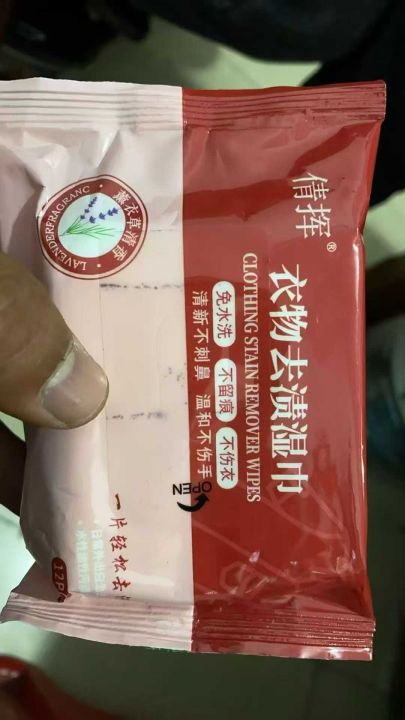 倩挥®
衣物去渍湿巾
CLOTHING STAIN REMOVER WIPES
免水洗 不留痕 不伤衣
清新不刺鼻 温和不伤手
OPEN
薰衣草清香
LAVENDERFRAGRANC
一片轻松去
12P